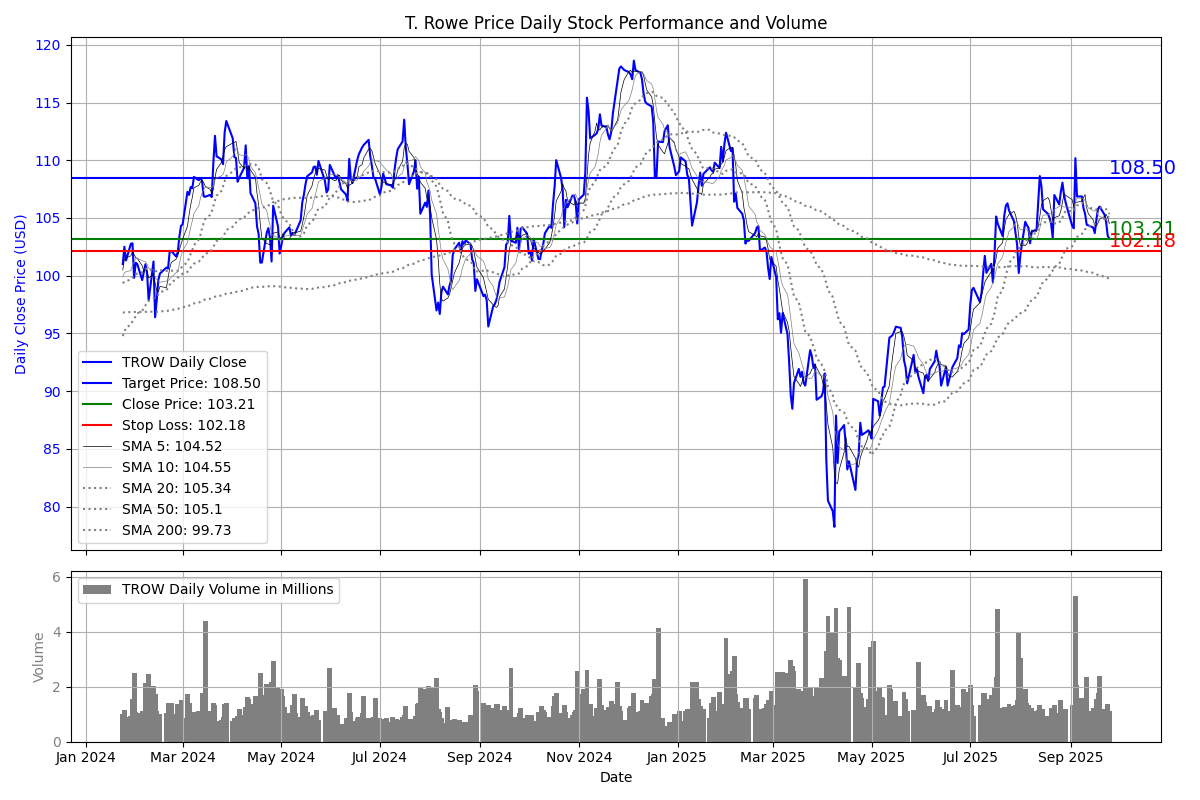 T. Rowe Price Daily Stock Performance and Volume
Daily Close Price (USD)
120
115
110
105
100
95
90
85
80
108.50
103.21
102.18
TROW Daily Close
Target Price: 108.50
Close Price: 103.21
Stop Loss: 102.18
SMA 5: 104.52
SMA 10: 104.55
SMA 20: 105.34
SMA 50: 105.1
SMA 200: 99.73
Volume
6
4
2
0
TROW Daily Volume in Millions
Jan 2024 Mar 2024 May 2024 Jul 2024 Sep 2024 Nov 2024 Jan 2025 Mar 2025 May 2025 Jul 2025 Sep 2025
Date